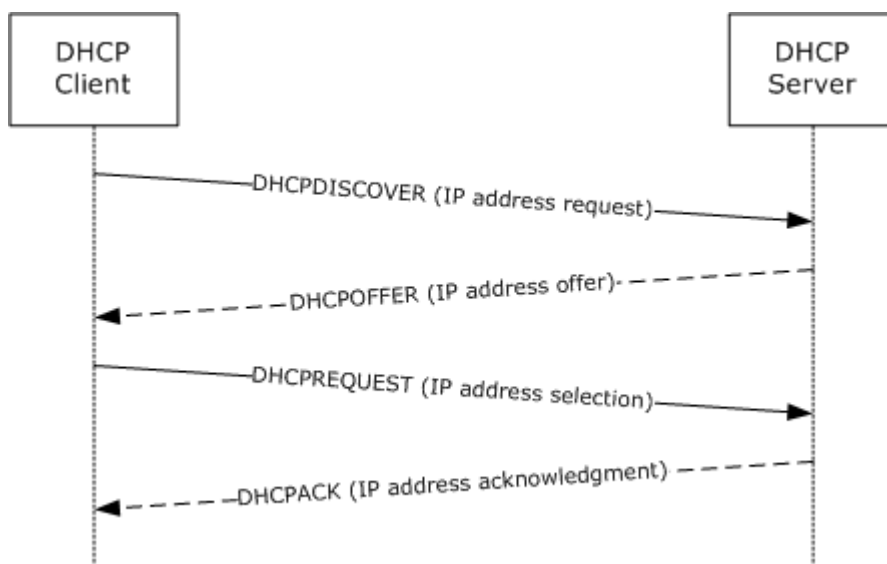 DHCP
Client
DHCP
Server
DHCPDISCOVER (IP address request)
DHCPOFFER (IP address offer)
DHCPREQUEST (IP address selection)
DHCPACK (IP address acknowledgment)